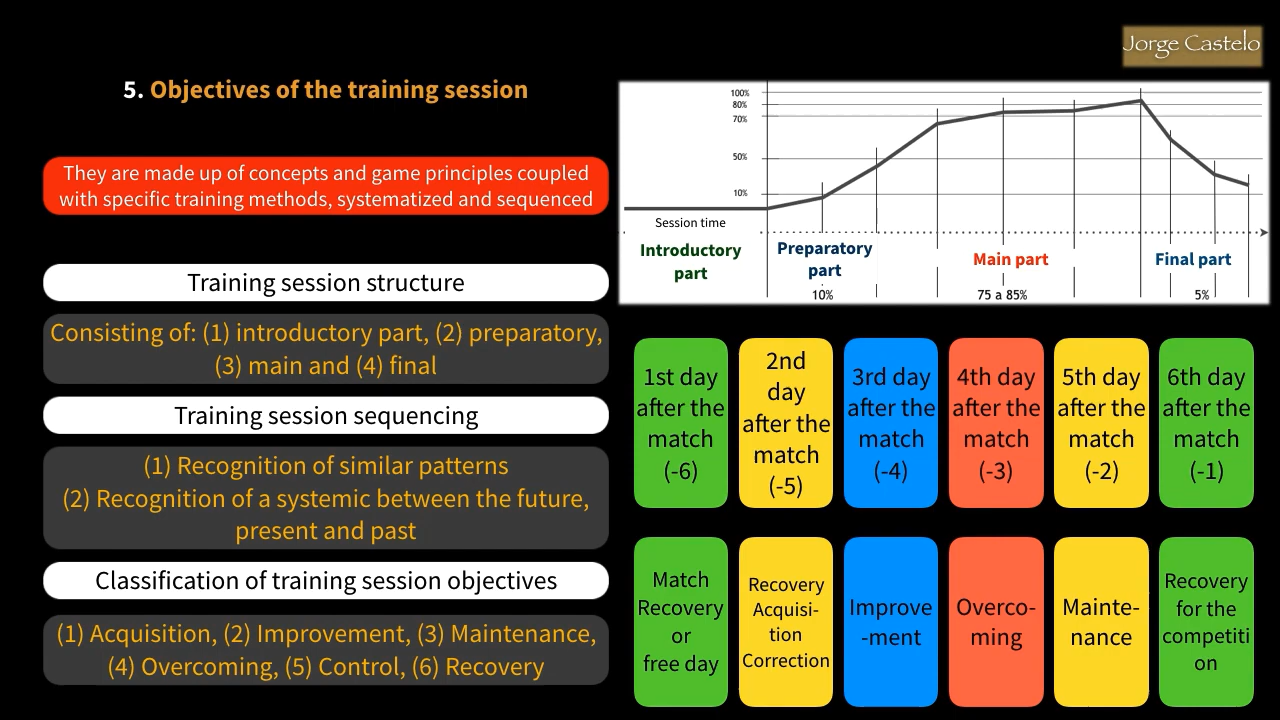 Jorge Castelo
5. Objectives of the training session
They are made up of concepts and game principles coupled
with specific training methods, systematized and sequenced
Training session structure
Consisting of: (1) introductory part, (2) preparatory,
(3) main and (4) final
Training session sequencing
(1) Recognition of similar patterns
(2) Recognition of a systemic between the future,
present and past
Classification of training session objectives
(1) Acquisition, (2) Improvement, (3) Maintenance,
(4) Overcoming, (5) Control, (6) Recovery
100%
80%
70%
50%
10%
Session time
Introductory
part
Preparatory
part
Main part
Final part
10%
75 a 85%
5%
1st day
after the
match
(-6)
2nd
day
after the
match
(-5)
3rd day
after the
match
(-4)
4th day
after the
match
(-3)
5th day
after the
match
(-2)
6th day
after the
match
(-1)
Match
Recovery
or
free day
Recovery
Acquisi-
tion
Correction
Improve
-ment
Overco-
ming
Mainte-
nance
Recovery
for the
competiti
on